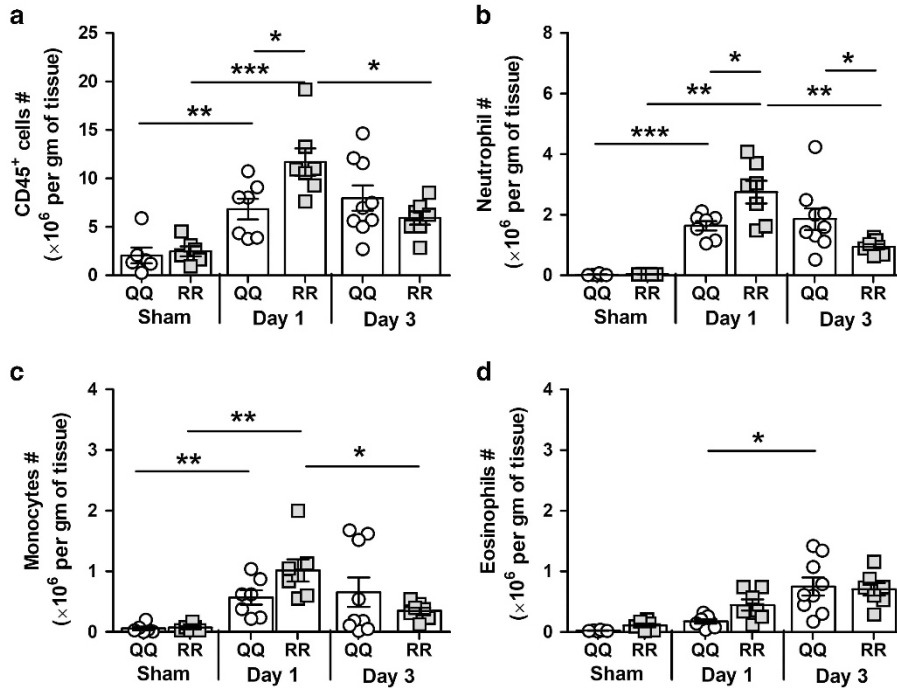 a
CD45⁺ cells #
(×10⁶ per gm of tissue)
25
20
15
10
5
0
*
***
*
**
QQ RR QQ RR QQ RR
Sham Day 1 Day 3
b
Neutrophil #
(×10⁶ per gm of tissue)
8
6
4
2
0
* *
** **
***
QQ RR QQ RR QQ RR
Sham Day 1 Day 3
c
Monocytes #
(×10⁶ per gm of tissue)
4
3
2
1
0
**
** *
QQ RR QQ RR QQ RR
Sham Day 1 Day 3
d
Eosinophils #
(×10⁶ per gm of tissue)
4
3
2
1
0
*
QQ RR QQ RR QQ RR
Sham Day 1 Day 3